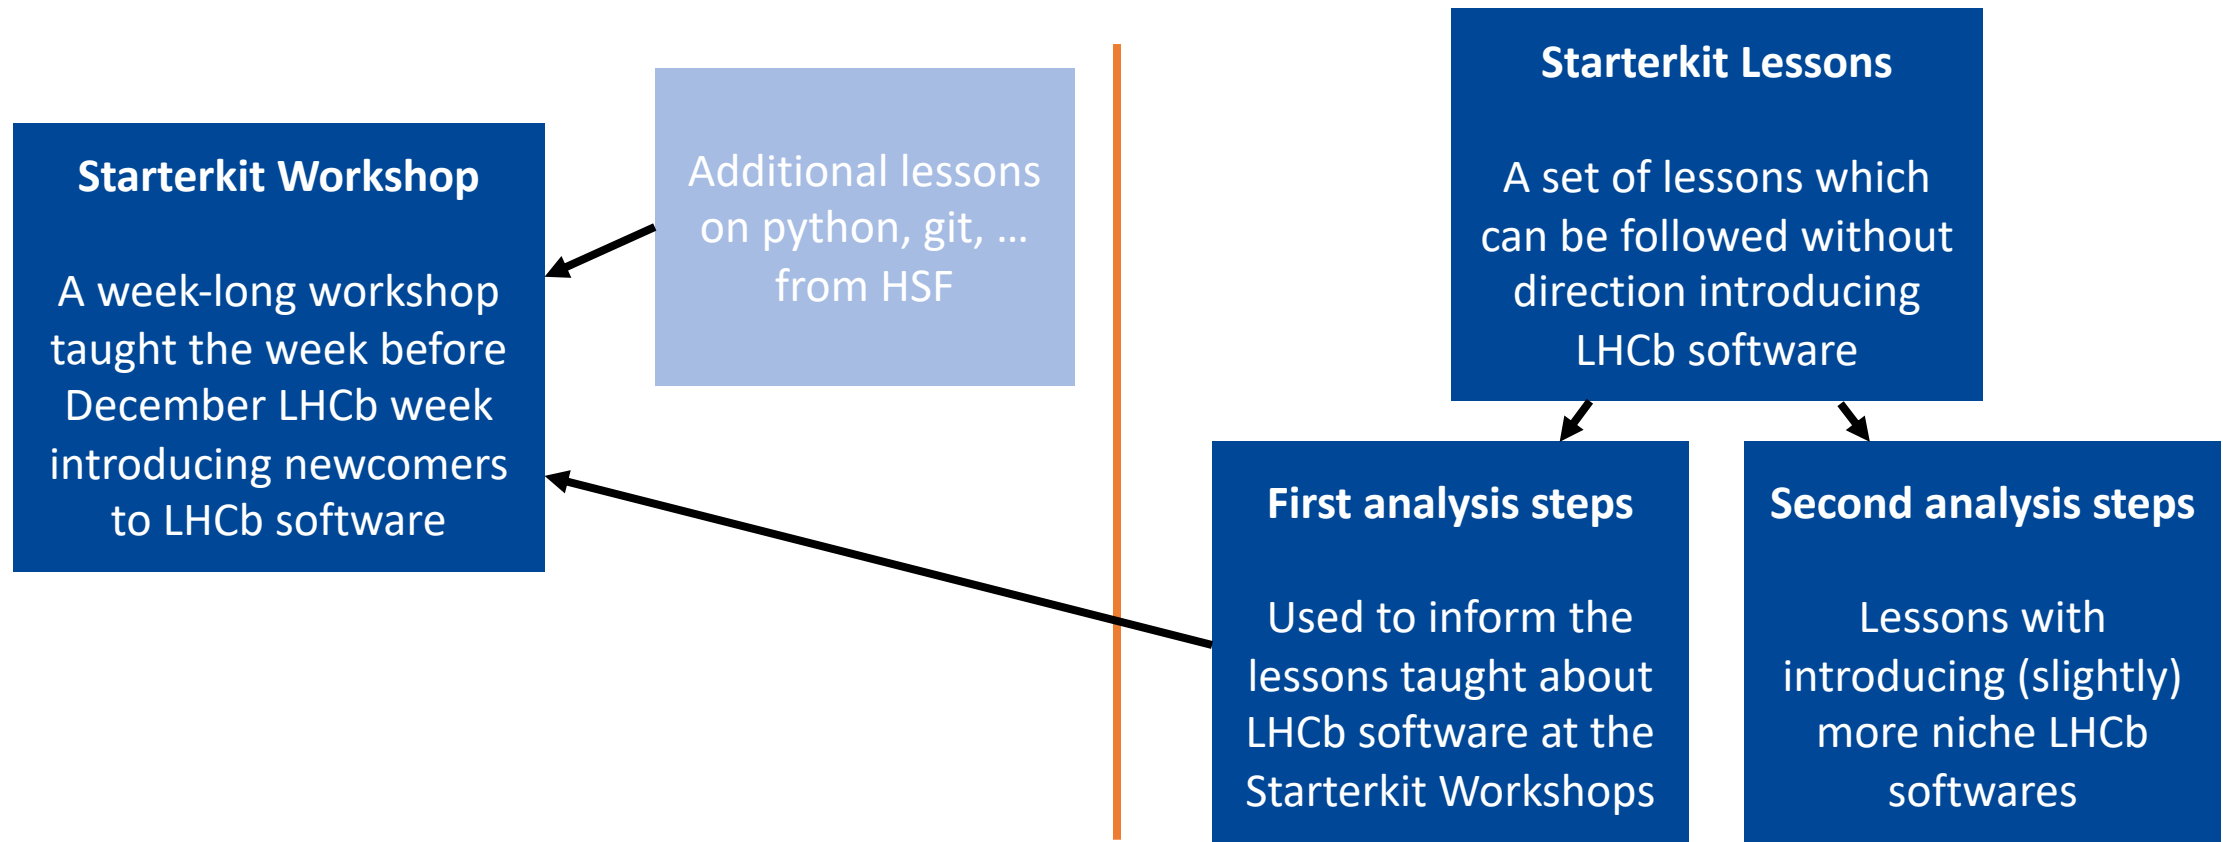 Starterkit Workshop
A week-long workshop
taught the week before
December LHCb week
introducing newcomers
to LHCb software
Additional lessons
on python, git, …
from HSF
Starterkit Lessons
A set of lessons which
can be followed without
direction introducing
LHCb software
First analysis steps
Used to inform the
lessons taught about
LHCb software at the
Starterkit Workshops
Second analysis steps
Lessons with
introducing (slightly)
more niche LHCb
softwares